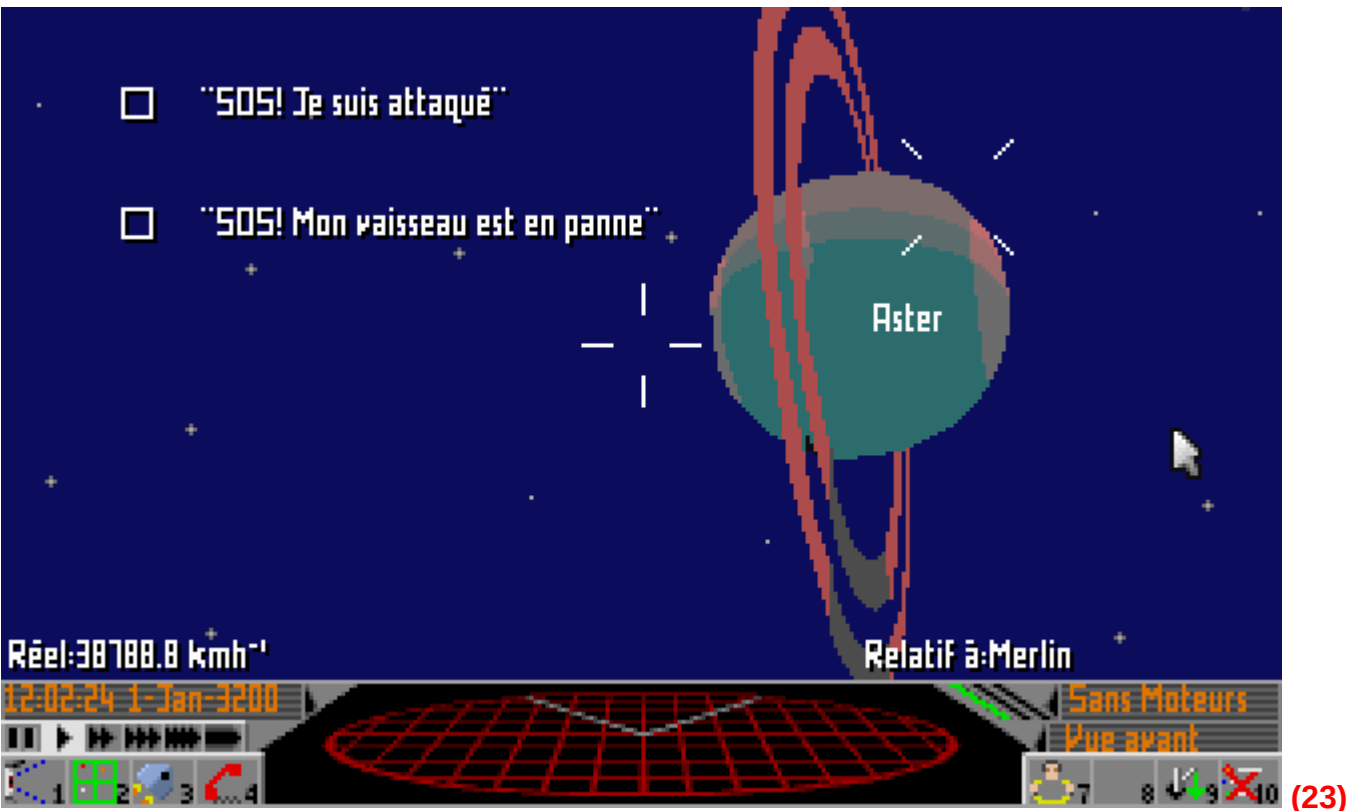 ¨SOS! Je suis attaqué¨
¨SOS! Mon vaisseau est en panne¨
Aster
Réel:38788.8 kmh⁻¹
Relatif à:Merlin
12:02:24 1-Jan-3200
Sans Moteurs
Vue avant
1 2 3 4 7 8 9 10
(23)